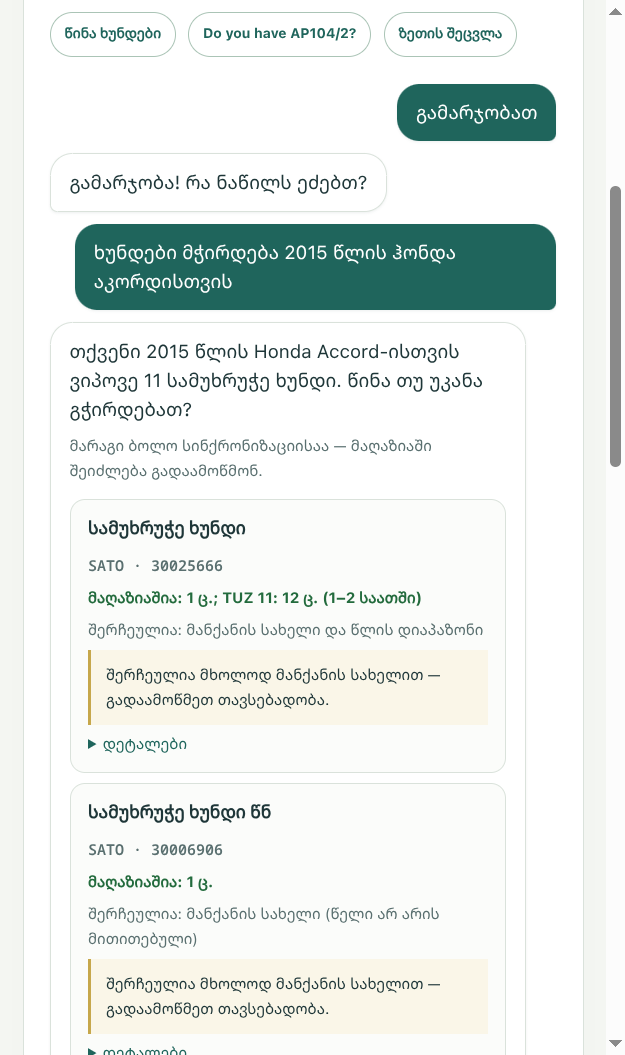 წინა ხუნდები
Do you have AP104/2?
ზეთის შეცვლა
გამარჯობათ
გამარჯობა! რა ნაწილს ეძებთ?
ხუნდები მჭირდება 2015 წლის ჰონდა
აკორდისთვის
თქვენი 2015 წლის Honda Accord-ისთვის
ვიპოვე 11 სამუხრუჭე ხუნდი. წინა თუ უკანა
გჭირდებათ?
მარაგი ბოლო სინქრონიზაციისაა — მაღაზიაში
შეიძლება გადაამოწმონ.
სამუხრუჭე ხუნდი
SATO · 30025666
მაღაზიაშია: 1 ც.; TUZ 11: 12 ც. (1–2 საათში)
შერჩეულია: მანქანის სახელი და წლის დიაპაზონი
შერჩეულია მხოლოდ მანქანის სახელით —
გადაამოწმეთ თავსებადობა.
▶ დეტალები
სამუხრუჭე ხუნდი წნ
SATO · 30006906
მაღაზიაშია: 1 ც.
შერჩეულია: მანქანის სახელი (წელი არ არის
მითითებული)
შერჩეულია მხოლოდ მანქანის სახელით —
გადაამოწმეთ თავსებადობა.
▶ დეტალები